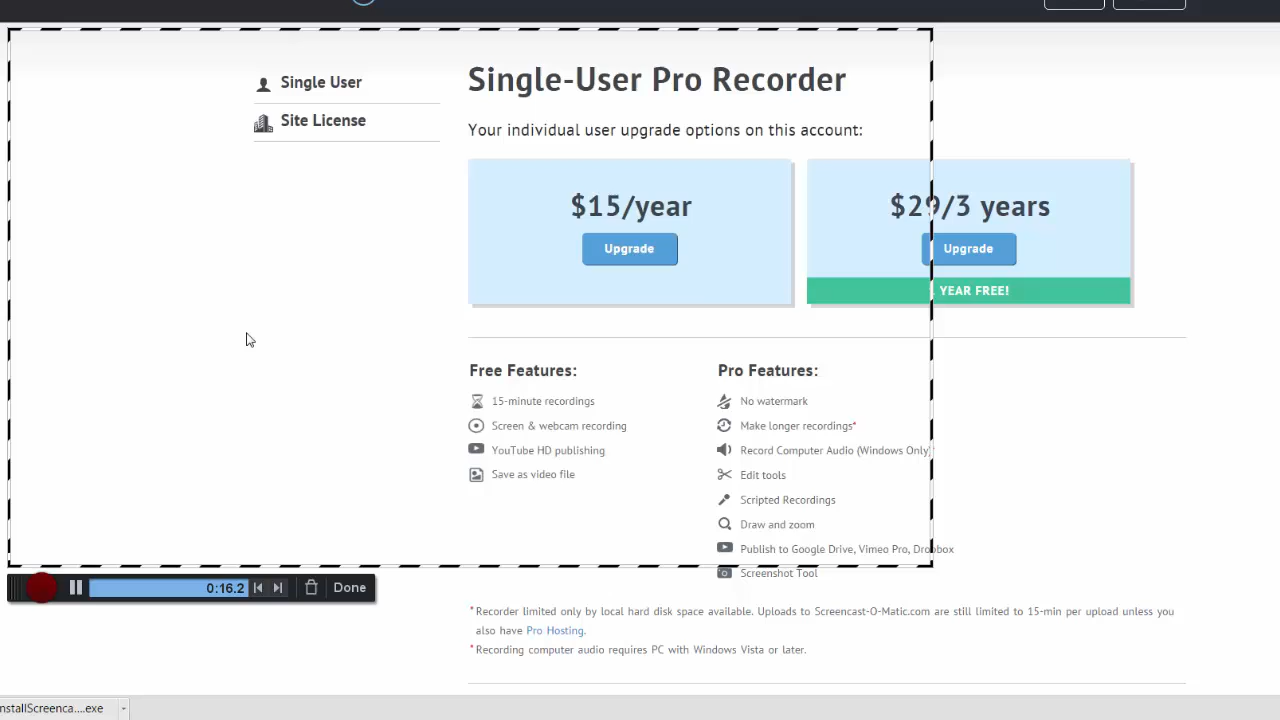 Single User
Site License
Single-User Pro Recorder
Your individual user upgrade options on this account:
$15/year
Upgrade
$29/3 years
Upgrade
YEAR FREE!
Free Features:
15-minute recordings
Screen & webcam recording
YouTube HD publishing
Save as video file
Pro Features:
No watermark
Make longer recordings*
Record Computer Audio (Windows Only)
Edit tools
Scripted Recordings
Draw and zoom
Publish to Google Drive, Vimeo Pro, Dropbox
Screenshot Tool
0:16.2
Done
*Recorder limited only by local hard disk space available. Uploads to Screencast-O-Matic.com are still limited to 15-min per upload unless you
also have Pro Hosting.
*Recording computer audio requires PC with Windows Vista or later.
nstallScreenca....exe